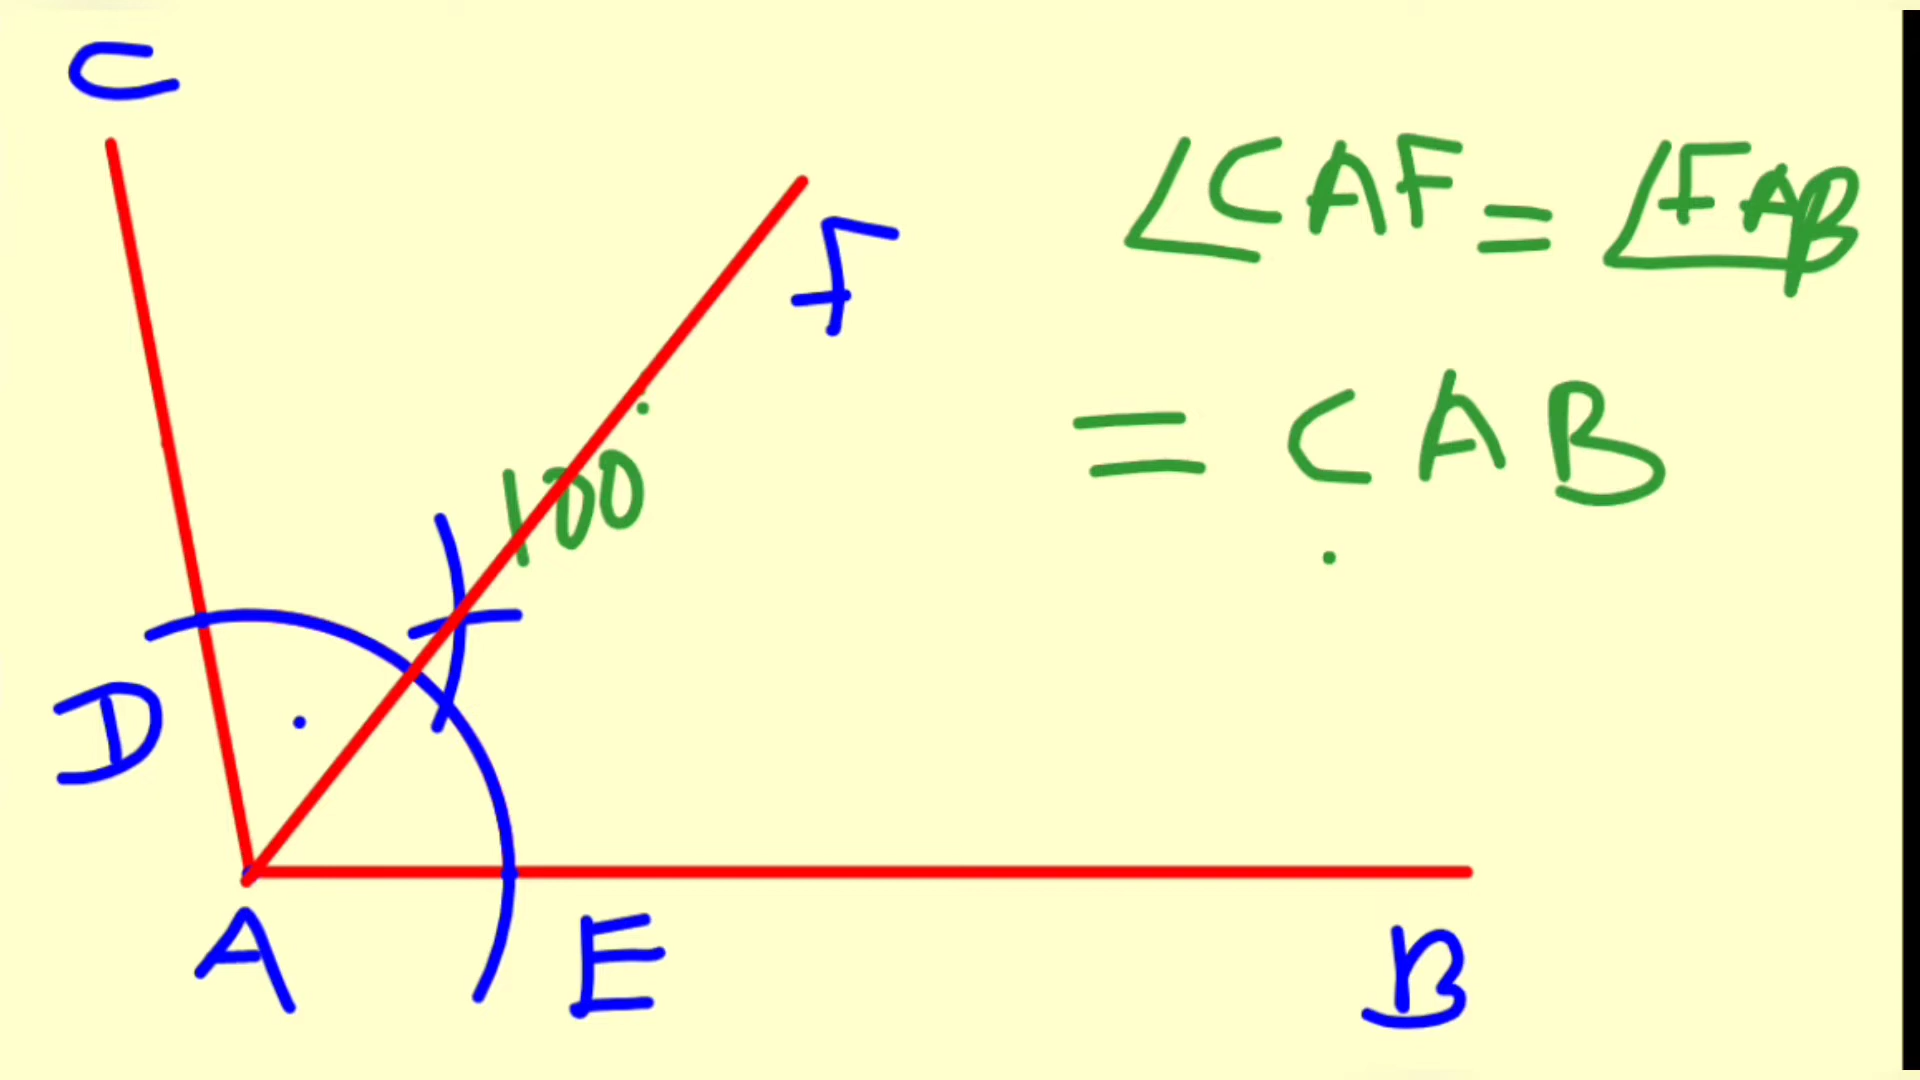 C
F
∠CAF = ∠FAB
= CAB
100
D
A
E
B